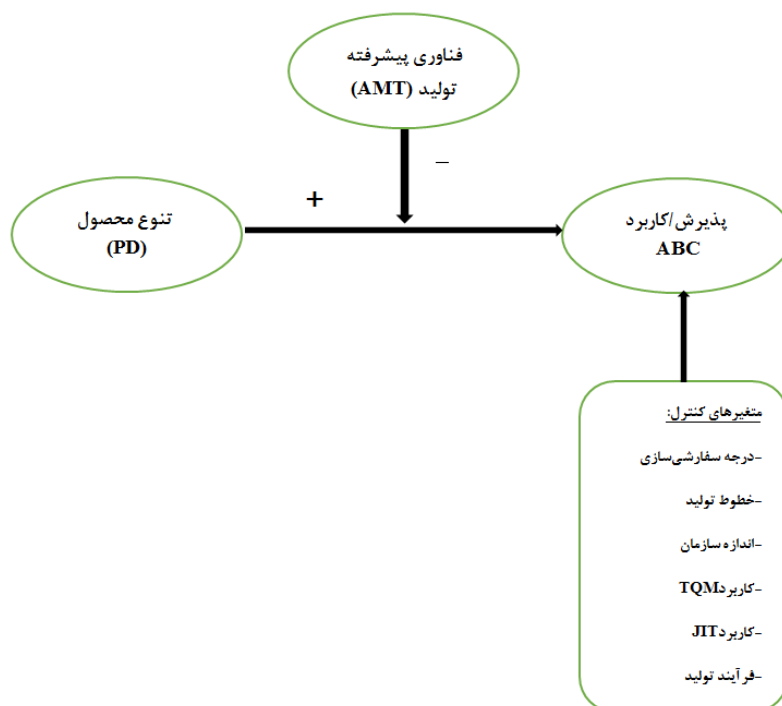 فناوری پیشرفته
تولید (AMT)
–
+
تنوع محصول
(PD)
پذیرش/کاربرد
ABC
متغیرهای کنترل:
-درجه سفارشی‌سازی
-خطوط تولید
-اندازه سازمان
-کاربردTQM
-کاربردJIT
-فرآیند تولید